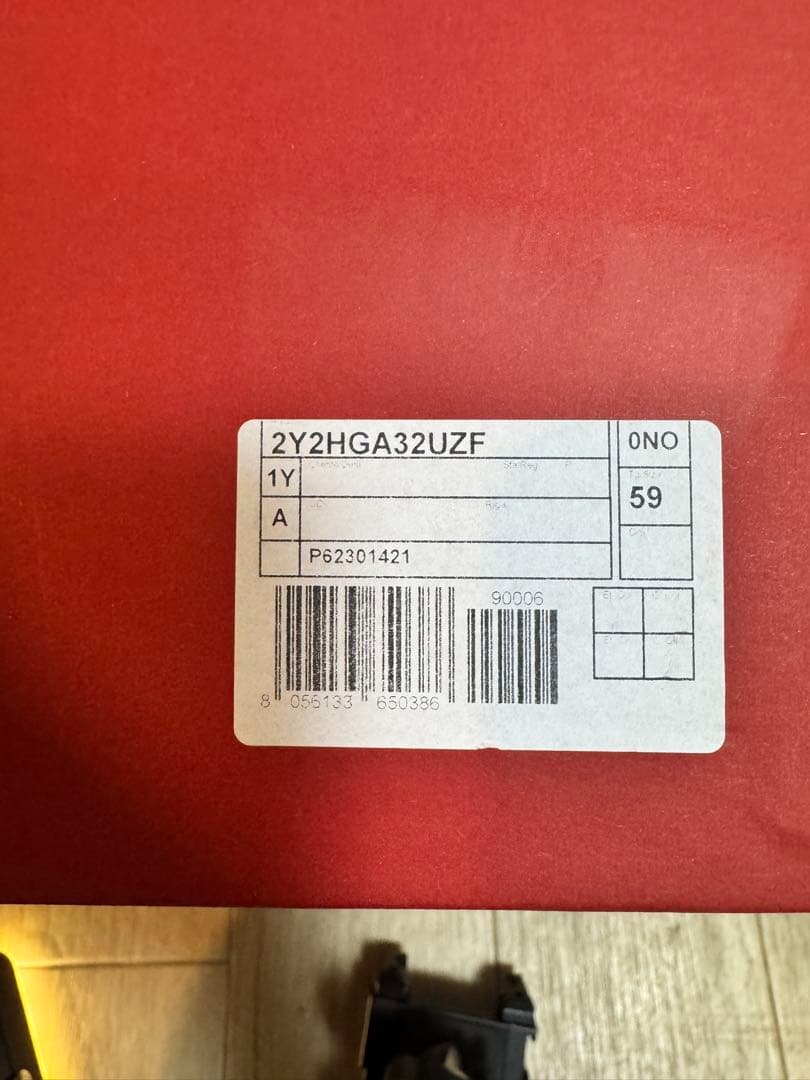 2Y2HGA32UZF
0NO
1Y
59
A
P62301421
90006
8 056133 650386